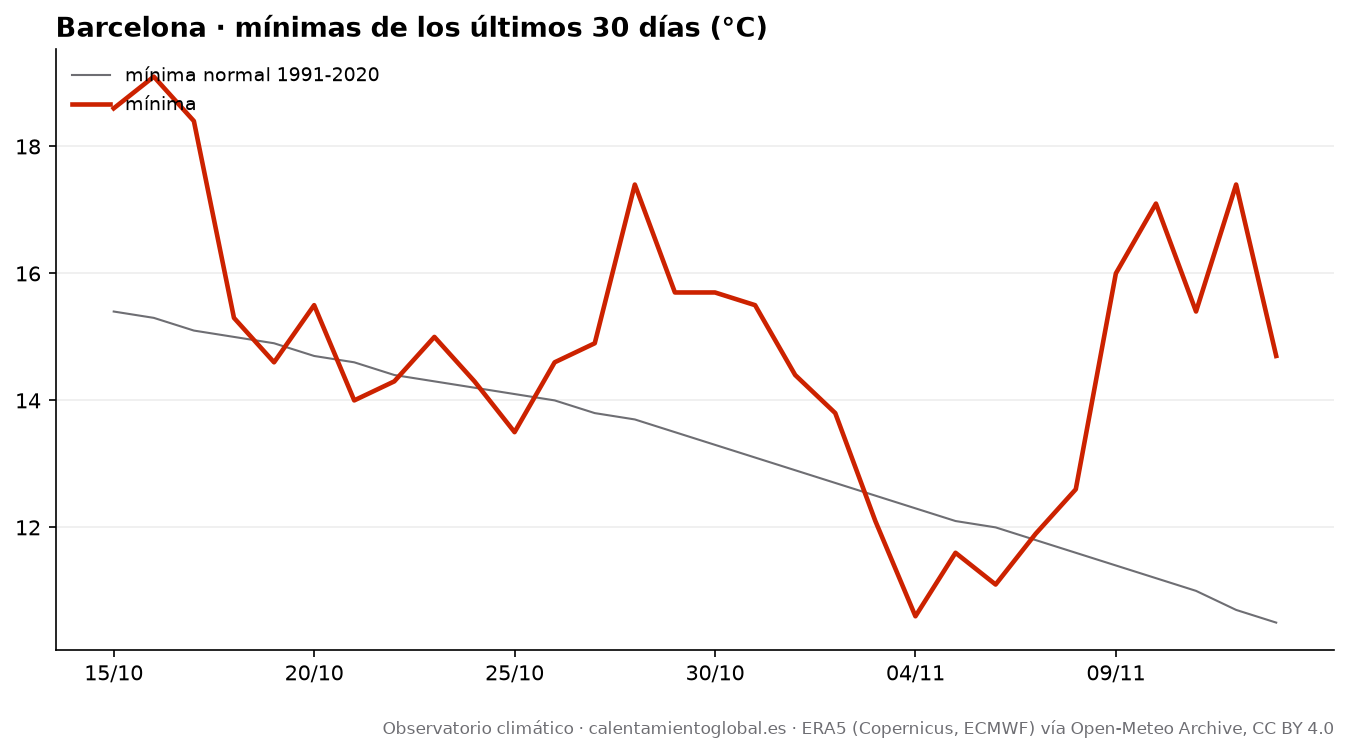 Barcelona · mínimas de los últimos 30 días (°C)
mínima normal 1991-2020
mínima
18
16
14
12
15/10 20/10 25/10 30/10 04/11 09/11
Observatorio climático · calentamientoglobal.es · ERA5 (Copernicus, ECMWF) vía Open-Meteo Archive, CC BY 4.0